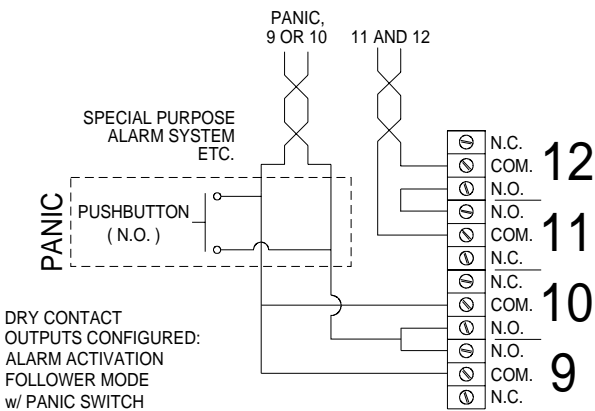 PANIC,
9 OR 10
11 AND 12
SPECIAL PURPOSE
ALARM SYSTEM
ETC.
PANIC
PUSHBUTTON
( N.O. )
N.C.
COM.
N.O.
12
N.O.
COM.
N.C.
11
N.C.
COM.
N.O.
10
N.O.
COM.
N.C.
9
DRY CONTACT
OUTPUTS CONFIGURED:
ALARM ACTIVATION
FOLLOWER MODE
w/ PANIC SWITCH